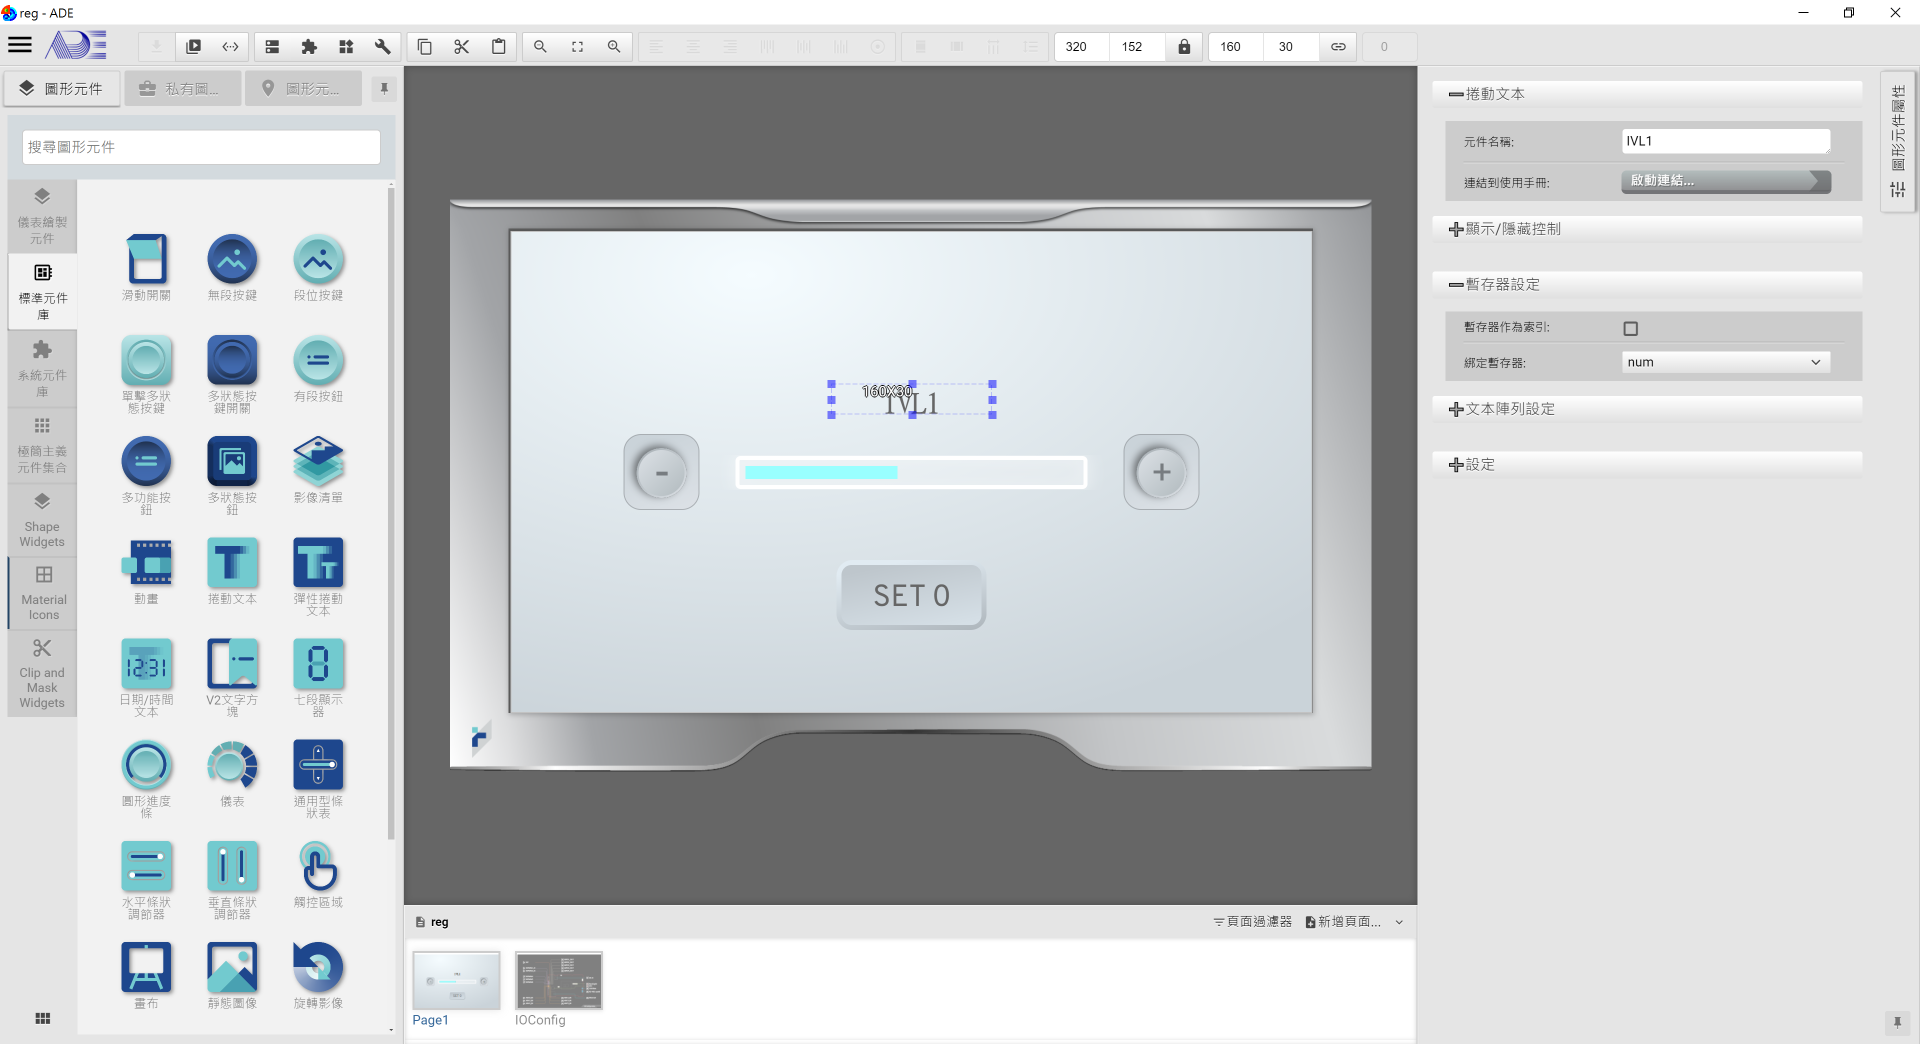 reg - ADE
ADE
320
152
160
30
0
圖形元件
私有圖...
圖形元...
搜尋圖形元件
儀表繪製
元件
標準元件
庫
系統元件
庫
極簡主義
元件集合
Shape
Widgets
Material
Icons
Clip and
Mask
Widgets
滑動開關
無段按鍵
段位按鍵
單擊多狀
態按鍵
多狀態按
鍵開關
有段按鈕
多功能按
鈕
多狀態按
鈕
影像清單
動畫
捲動文本
彈性捲動
文本
12:31
日期/時間
文本
V2文字方
塊
七段顯示
器
圓形進度
條
儀表
通用型條
狀表
水平條狀
調節器
垂直條狀
調節器
觸控區域
畫布
靜態圖像
旋轉影像
160X30
IVL1
-
+
SET 0
reg
頁面過濾器
新增頁面...
Page1
IOConfig
捲動文本
元件名稱:
IVL1
連結到使用手冊:
啟動連結...
顯示/隱藏控制
暫存器設定
暫存器作為索引:
綁定暫存器:
num
文本陣列設定
設定
圖形元件屬性